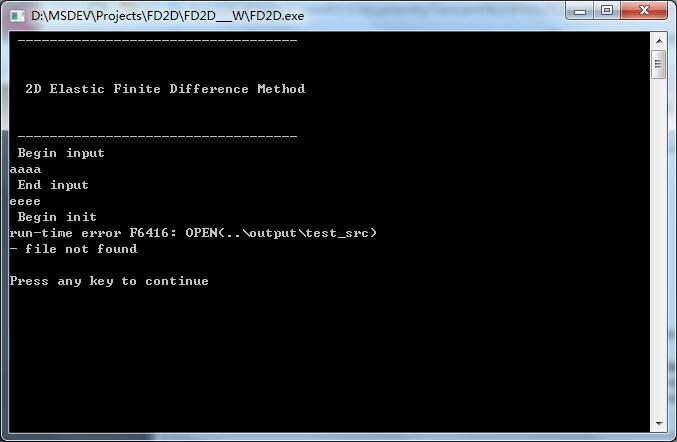 D:\MSDEV\Projects\FD2D\FD2D___W\FD2D.exe
------------------------------------
2D Elastic Finite Difference Method
------------------------------------
Begin input
aaaa
End input
eeee
Begin init
run-time error F6416: OPEN(..\output\test_src)
- file not found
Press any key to continue